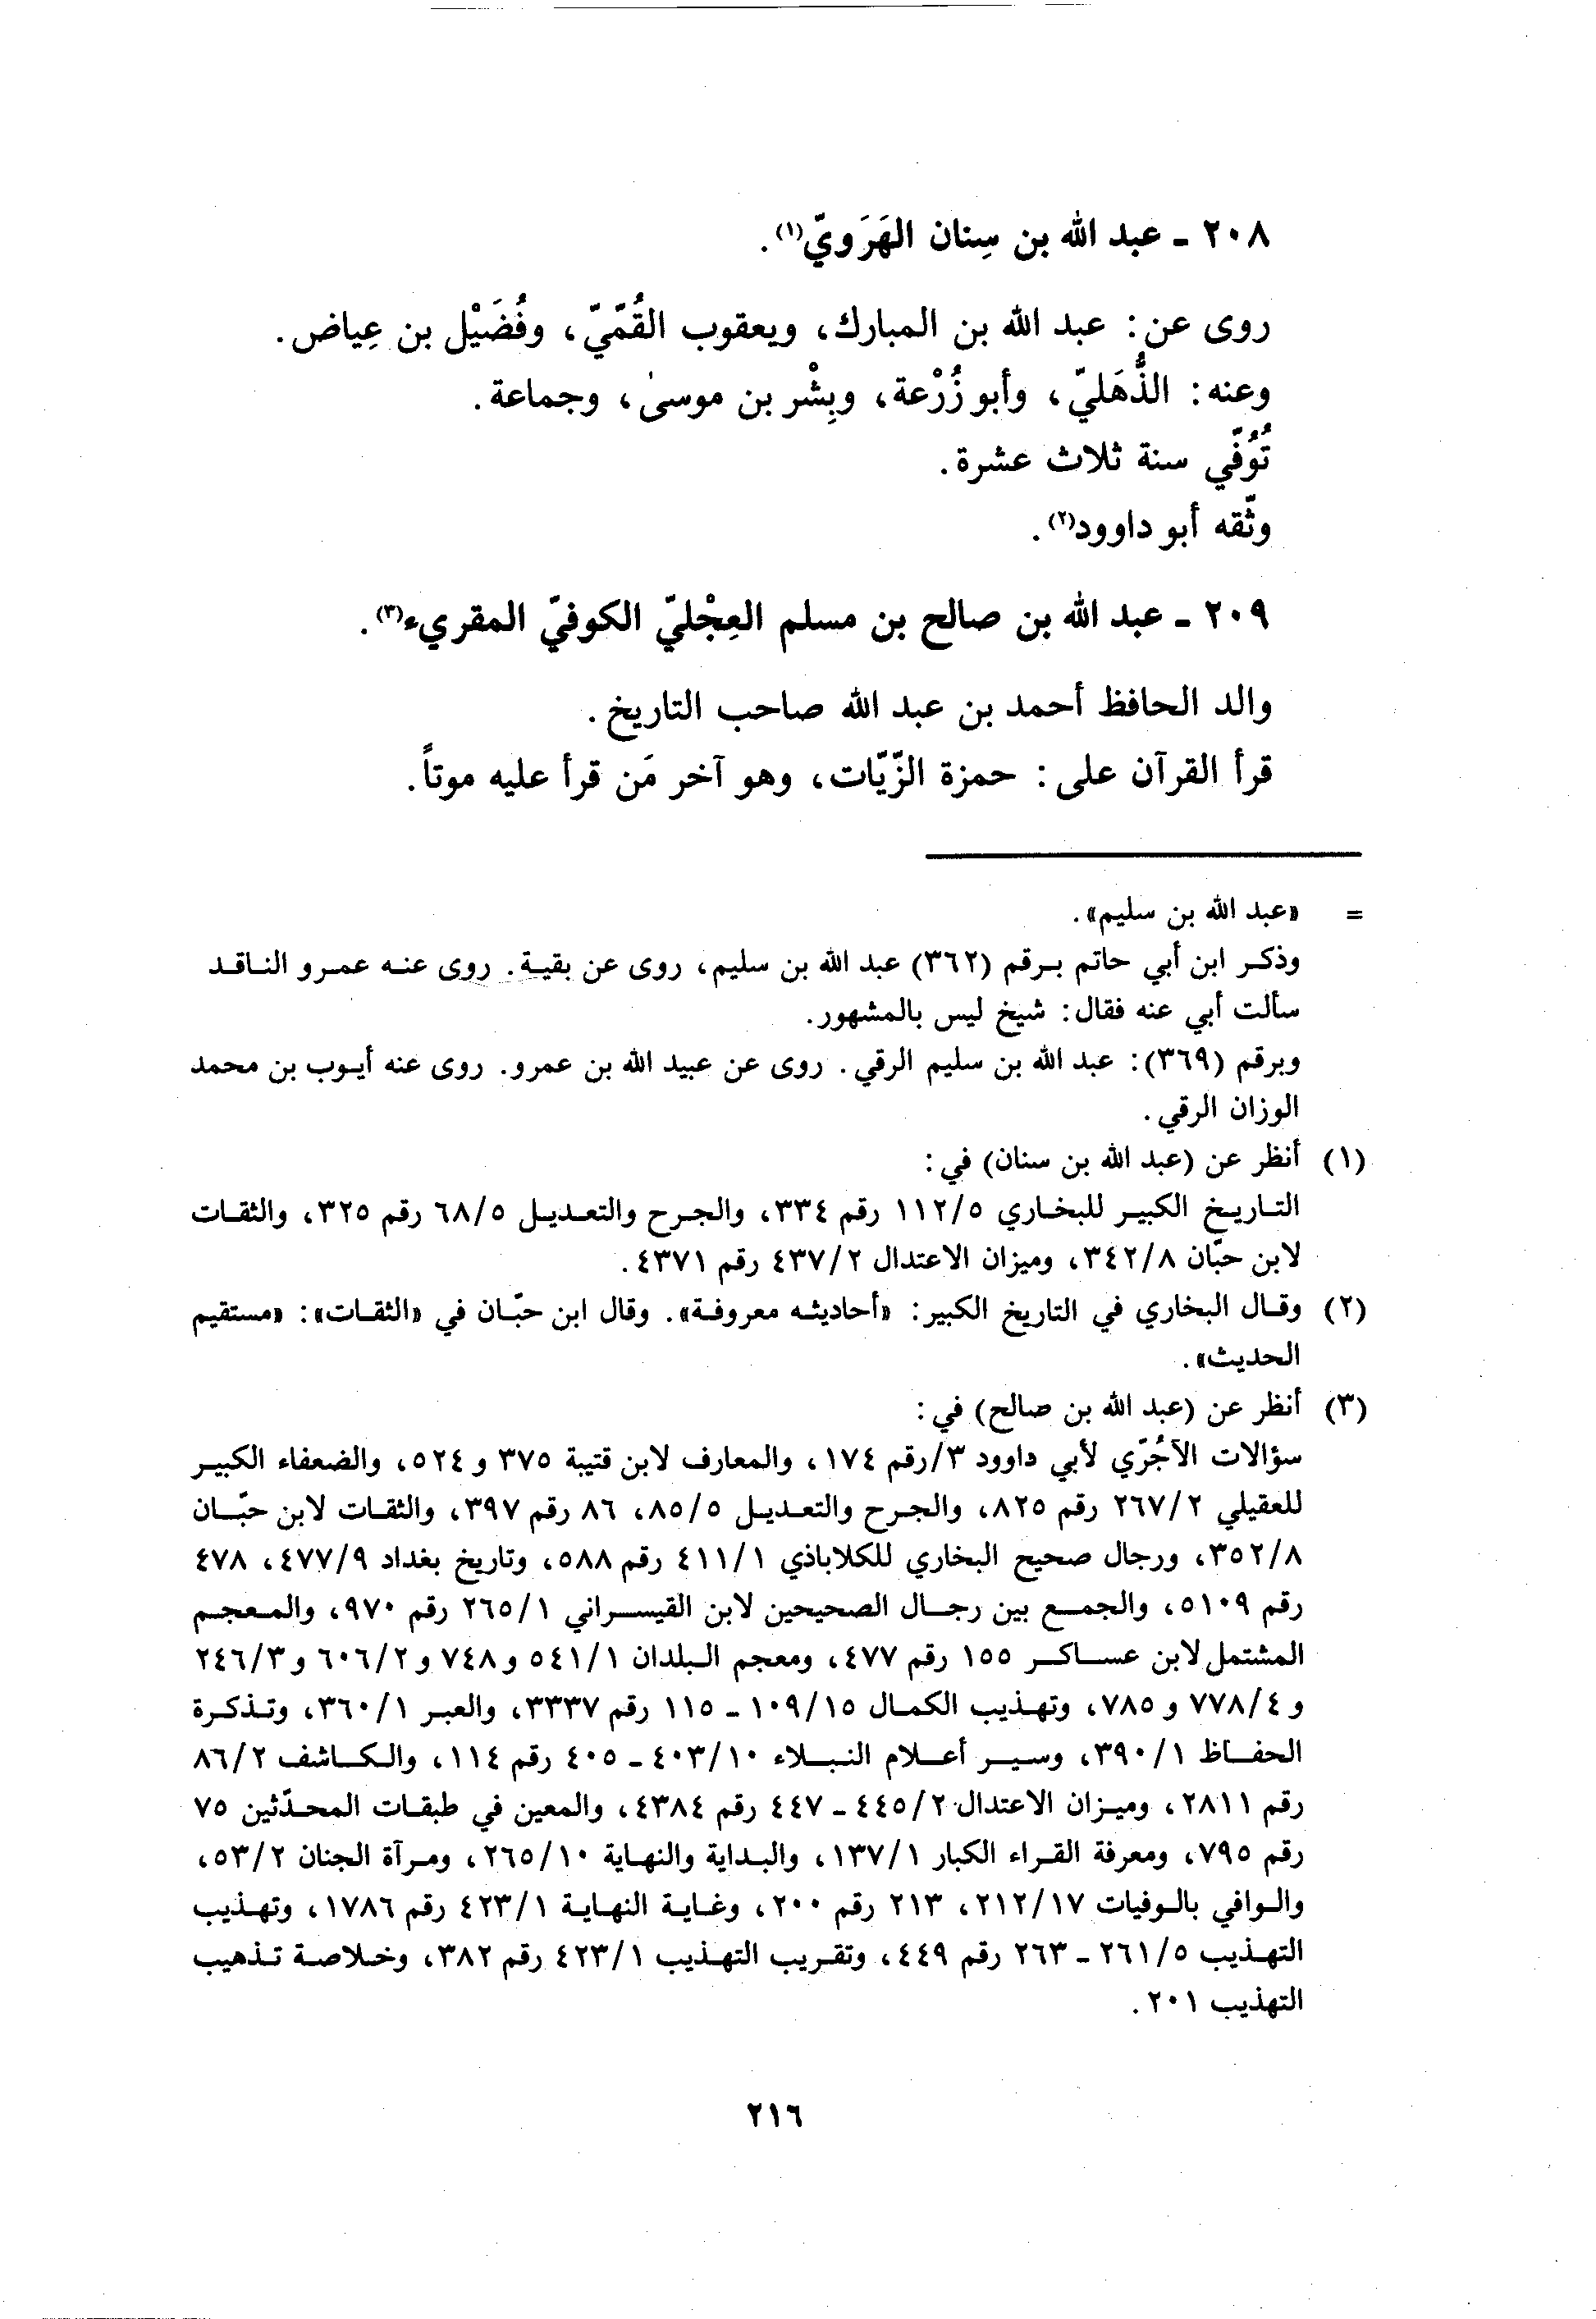 ٢٠٨ - عبد الله بن سِنان الهَرَويّ(١).
روى عن: عبد الله بن المبارك، ويعقوب القُمّيّ، وفُضَيْل بن عِياض.
وعنه: الذُّهَليّ، وأبو زُرْعة، وبِشْر بن موسىٰ، وجماعة.
تُوُفّي سنة ثلاث عشرة.
وثّقه أبو داوود(٢).
٢٠٩ - عبد الله بن صالح بن مسلم العِجْليّ الكوفيّ المقريء(٣).
والد الحافظ أحمد بن عبد الله صاحب التاريخ.
قرأ القرآن على: حمزة الزّيّات، وهو آخر مَن قرأ عليه موتاً.
= «عبد الله بن سليم».
وذكر ابن أبي حاتم برقم (٣٦٢) عبد الله بن سليم، روى عن بقية. روى عنه عمرو الناقد
سألت أبي عنه فقال: شيخ ليس بالمشهور.
وبرقم (٣٦٩): عبد الله بن سليم الرقي. روى عن عبيد الله بن عمرو. روى عنه أيوب بن محمد
الوزان الرقي.
(١) أنظر عن (عبد الله بن سنان) في:
التاريخ الكبير للبخاري ١١٢/٥ رقم ٣٣٤، والجرح والتعديل ٦٨/٥ رقم ٣٢٥، والثقات
لابن حبّان ٣٤٢/٨، وميزان الاعتدال ٤٣٧/٢ رقم ٤٣٧١.
(٢) وقال البخاري في التاريخ الكبير: «أحاديثه معروفة». وقال ابن حبّان في «الثقات»: «مستقيم
الحديث».
(٣) أنظر عن (عبد الله بن صالح) في:
سؤالات الآجُرّي لأبي داوود ٣/رقم ١٧٤، والمعارف لابن قتيبة ٣٧٥ و ٥٢٤، والضعفاء الكبير
للعقيلي ٢٦٧/٢ رقم ٨٢٥، والجرح والتعديل ٨٥/٥، ٨٦ رقم ٣٩٧، والثقات لابن حبّان
٣٥٢/٨، ورجال صحيح البخاري للكلاباذي ٤١١/١ رقم ٥٨٨، وتاريخ بغداد ٤٧٧/٩، ٤٧٨
رقم ٥١٠٩، والجمع بين رجال الصحيحين لابن القيسراني ٢٦٥/١ رقم ٩٧٠، والمعجم
المشتمل لابن عساكر ١٥٥ رقم ٤٧٧، ومعجم البلدان ٥٤١/١ و٧٤٨ و٦٠٦/٢ و٢٤٦/٣
و ٧٧٨/٤ و ٧٨٥، وتهذيب الكمال ١٠٩/١٥ - ١١٥ رقم ٣٣٣٧، والعبر ٣٦٠/١، وتذكرة
الحفاظ ٣٩٠/١، وسير أعلام النبلاء ٤٠٣/١٠ - ٤٠٥ رقم ١١٤، والكاشف ٨٦/٢
رقم ٢٨١١، وميزان الاعتدال ٤٤٥/٢ - ٤٤٧ رقم ٤٣٨٤، والمعين في طبقات المحدّثين ٧٥
رقم ٧٩٥، ومعرفة القراء الكبار ١٣٧/١، والبداية والنهاية ٢٦٥/١٠، ومرآة الجنان ٥٣/٢،
والوافي بالوفيات ٢١٢/١٧، ٢١٣ رقم ٢٠٠، وغاية النهاية ٤٢٣/١ رقم ١٧٨٦، وتهذيب
التهذيب ٢٦١/٥ - ٢٦٣ رقم ٤٤٩، وتقريب التهذيب ٤٢٣/١ رقم ٣٨٢، وخلاصة تذهيب
التهذيب ٢٠١.
٢١٦